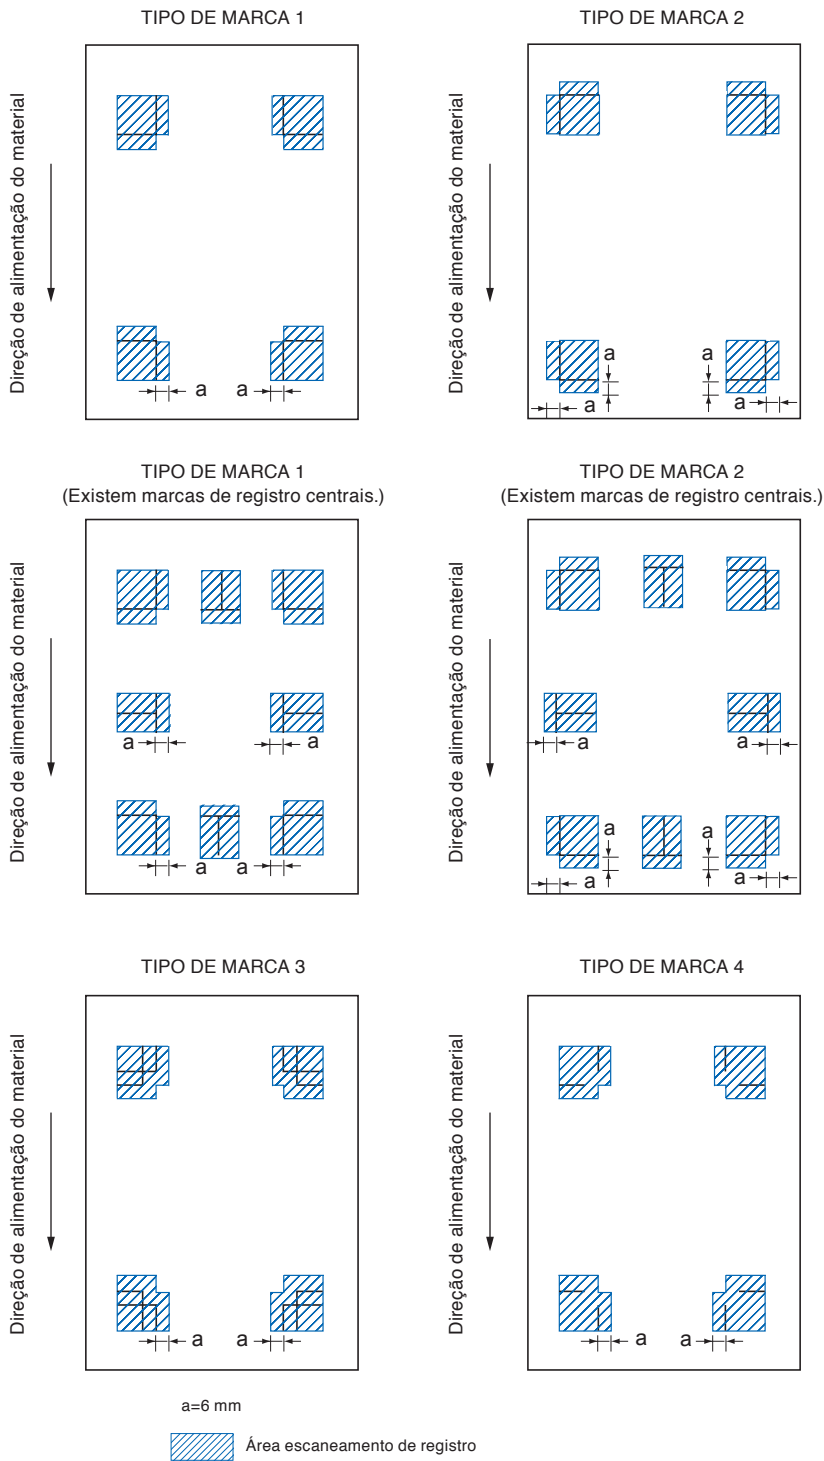 TIPO DE MARCA 1
TIPO DE MARCA 2
Direção de alimentação do material
Direção de alimentação do material
a
a
a
a
a
a
TIPO DE MARCA 1
(Existem marcas de registro centrais.)
TIPO DE MARCA 2
(Existem marcas de registro centrais.)
Direção de alimentação do material
Direção de alimentação do material
a
a
a
a
a
a
a
a
a
a
TIPO DE MARCA 3
TIPO DE MARCA 4
Direção de alimentação do material
Direção de alimentação do material
a
a
a
a
a=6 mm
Área escaneamento de registro